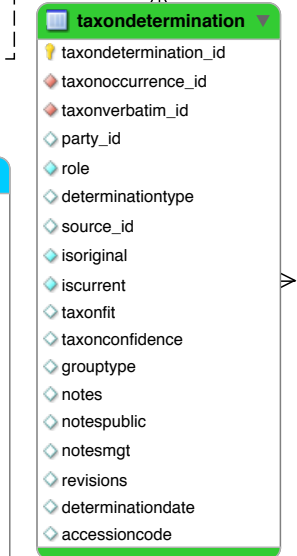 taxondetermination
taxondetermination_id
taxonoccurrence_id
taxonverbatim_id
party_id
role
determinationtype
source_id
isoriginal
iscurrent
taxonfit
taxonconfidence
grouptype
notes
notespublic
notesmgt
revisions
determinationdate
accessioncode